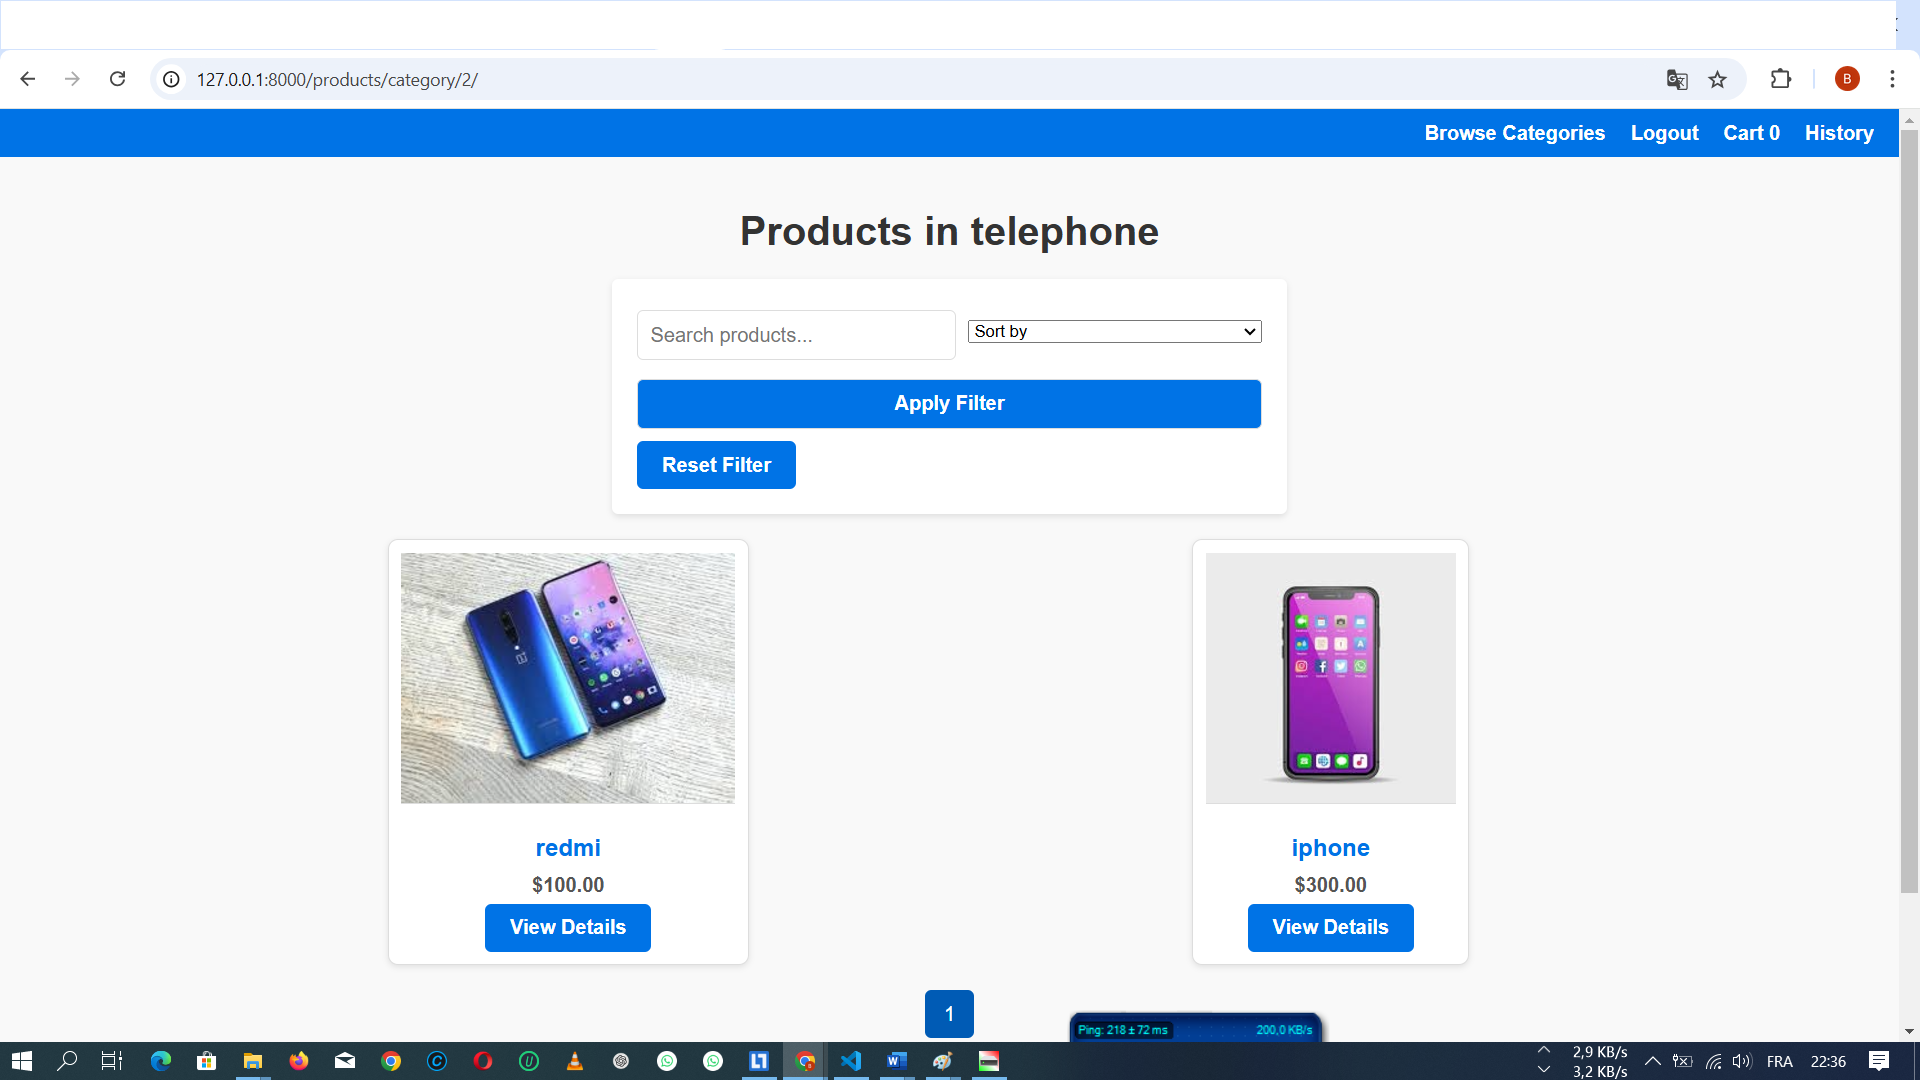 127.0.0.1:8000/products/category/2/
B
Browse Categories Logout Cart 0 History
Products in telephone
Search products... Sort by
Apply Filter
Reset Filter
redmi
$100.00
View Details
iphone
$300.00
View Details
1
Ping: 218 ± 72 ms 200,0 KB/s
2,9 KB/s
3,2 KB/s
FRA 22:36